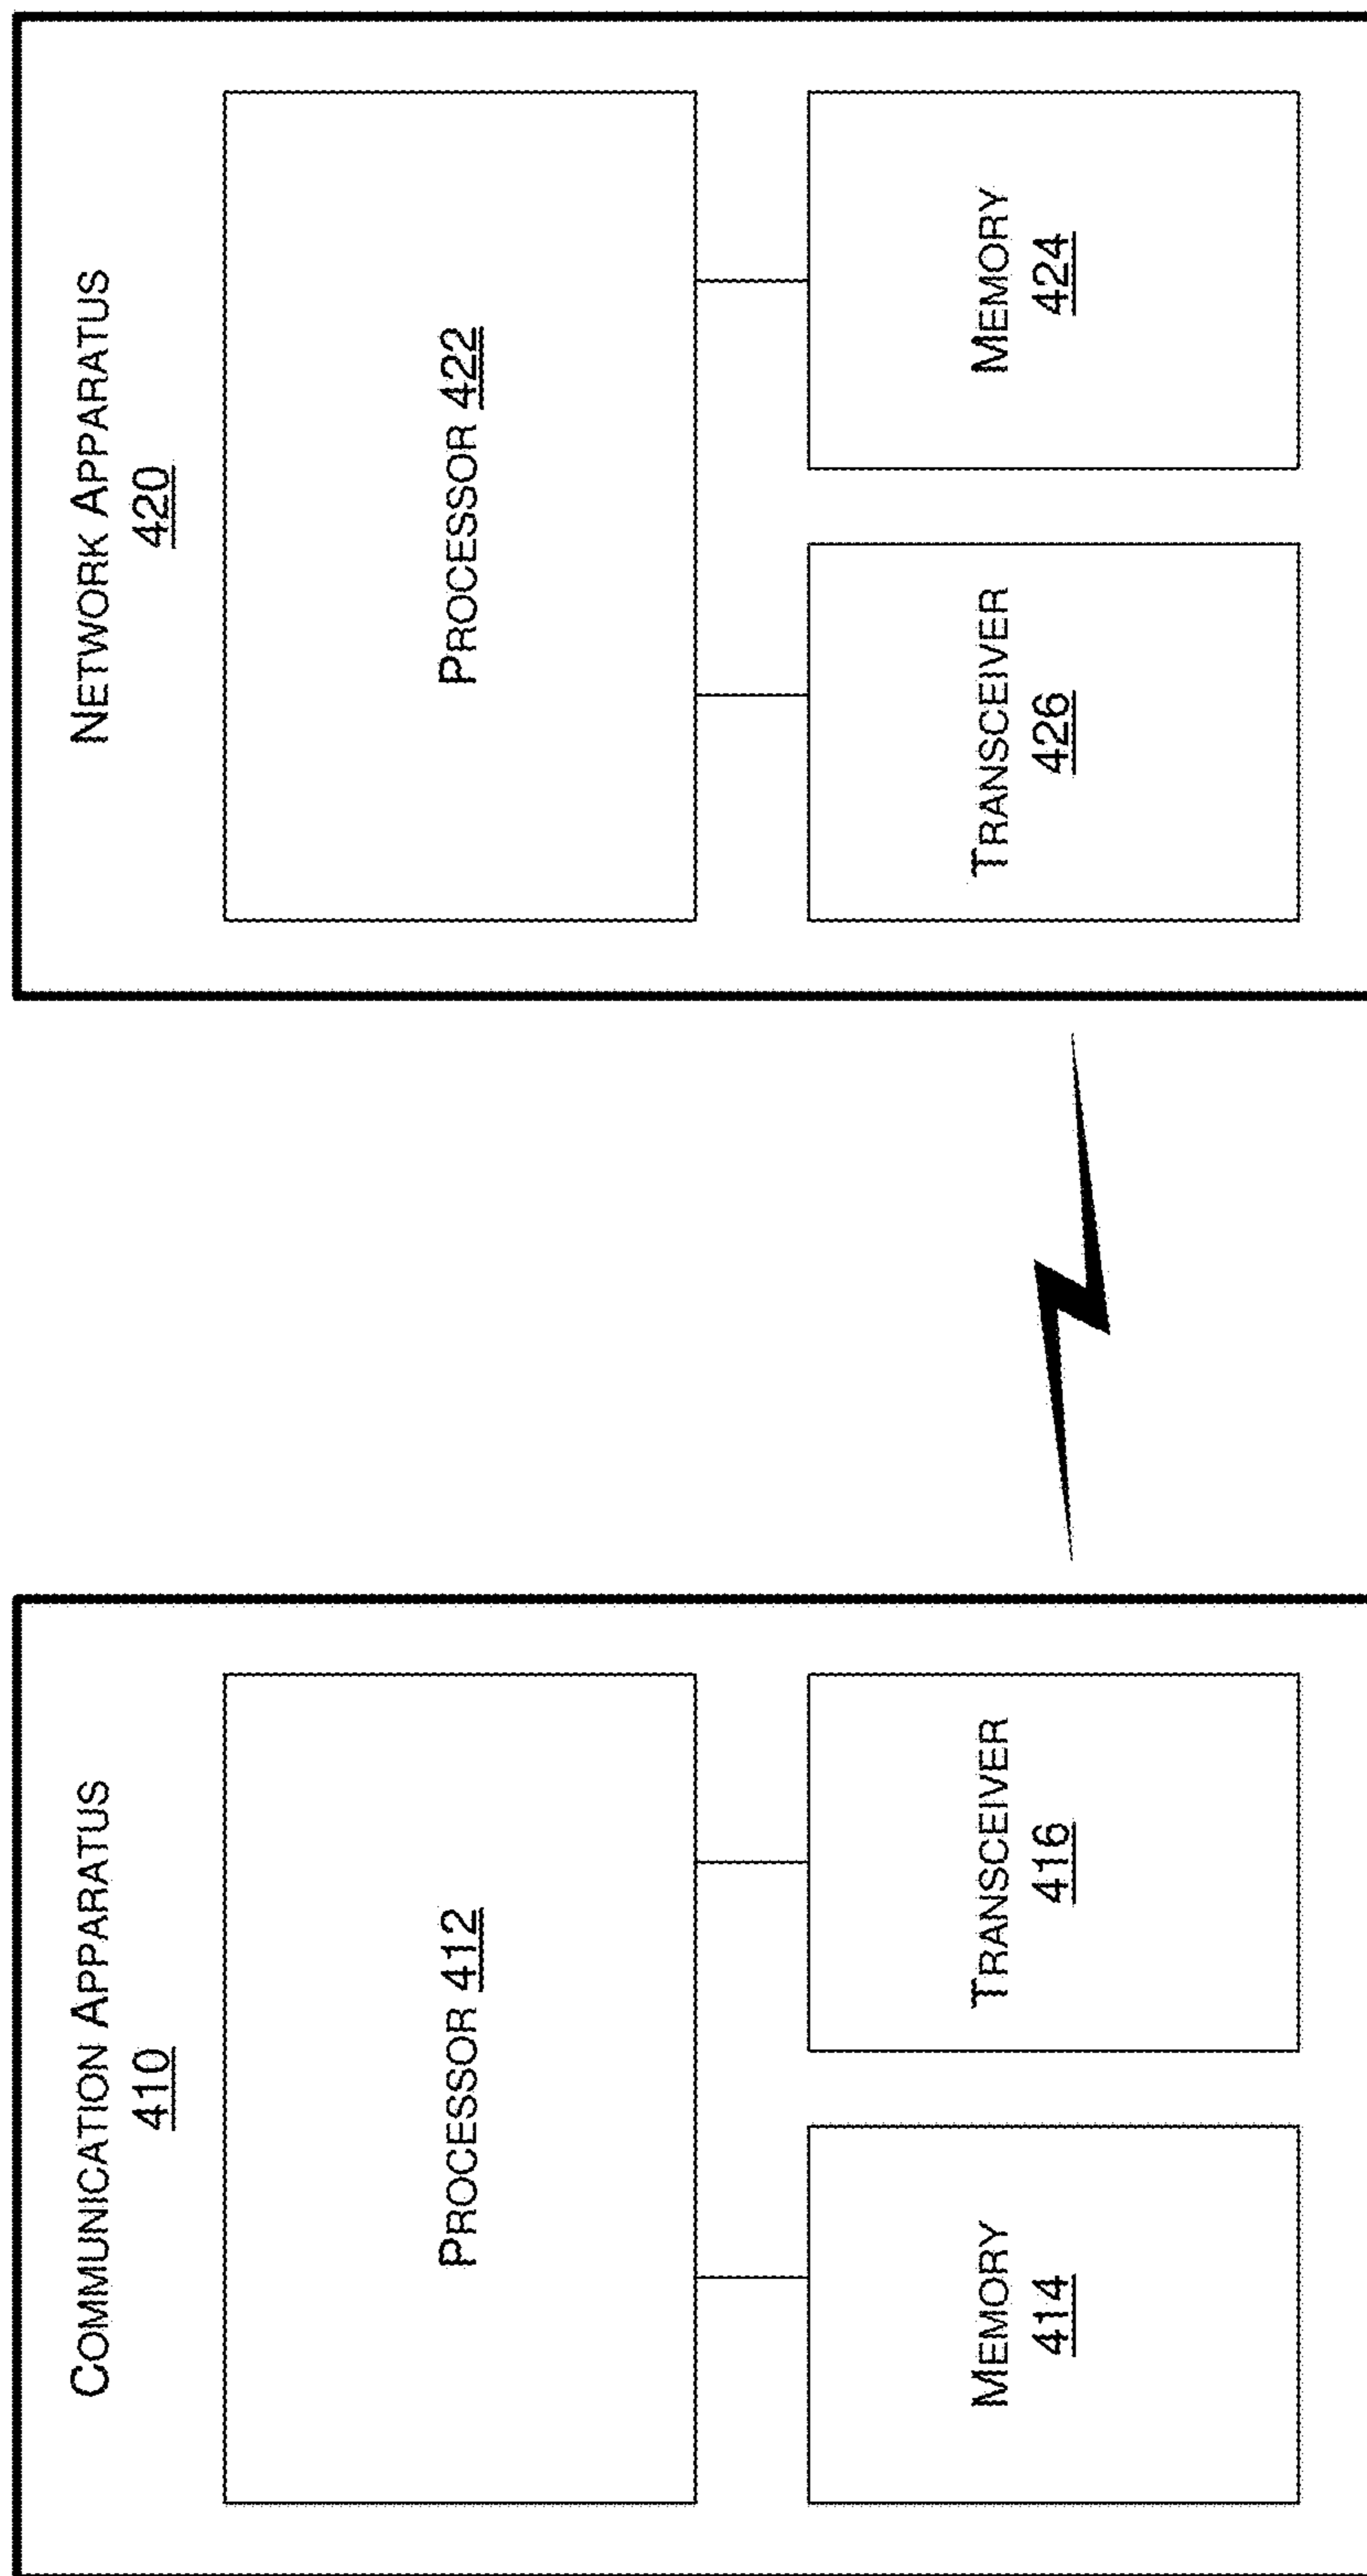 COMMUNICATION APPARATUS
410
PROCESSOR 412
MEMORY
414
TRANSCEIVER
416
NETWORK APPARATUS
420
PROCESSOR 422
TRANSCEIVER
426
MEMORY
424